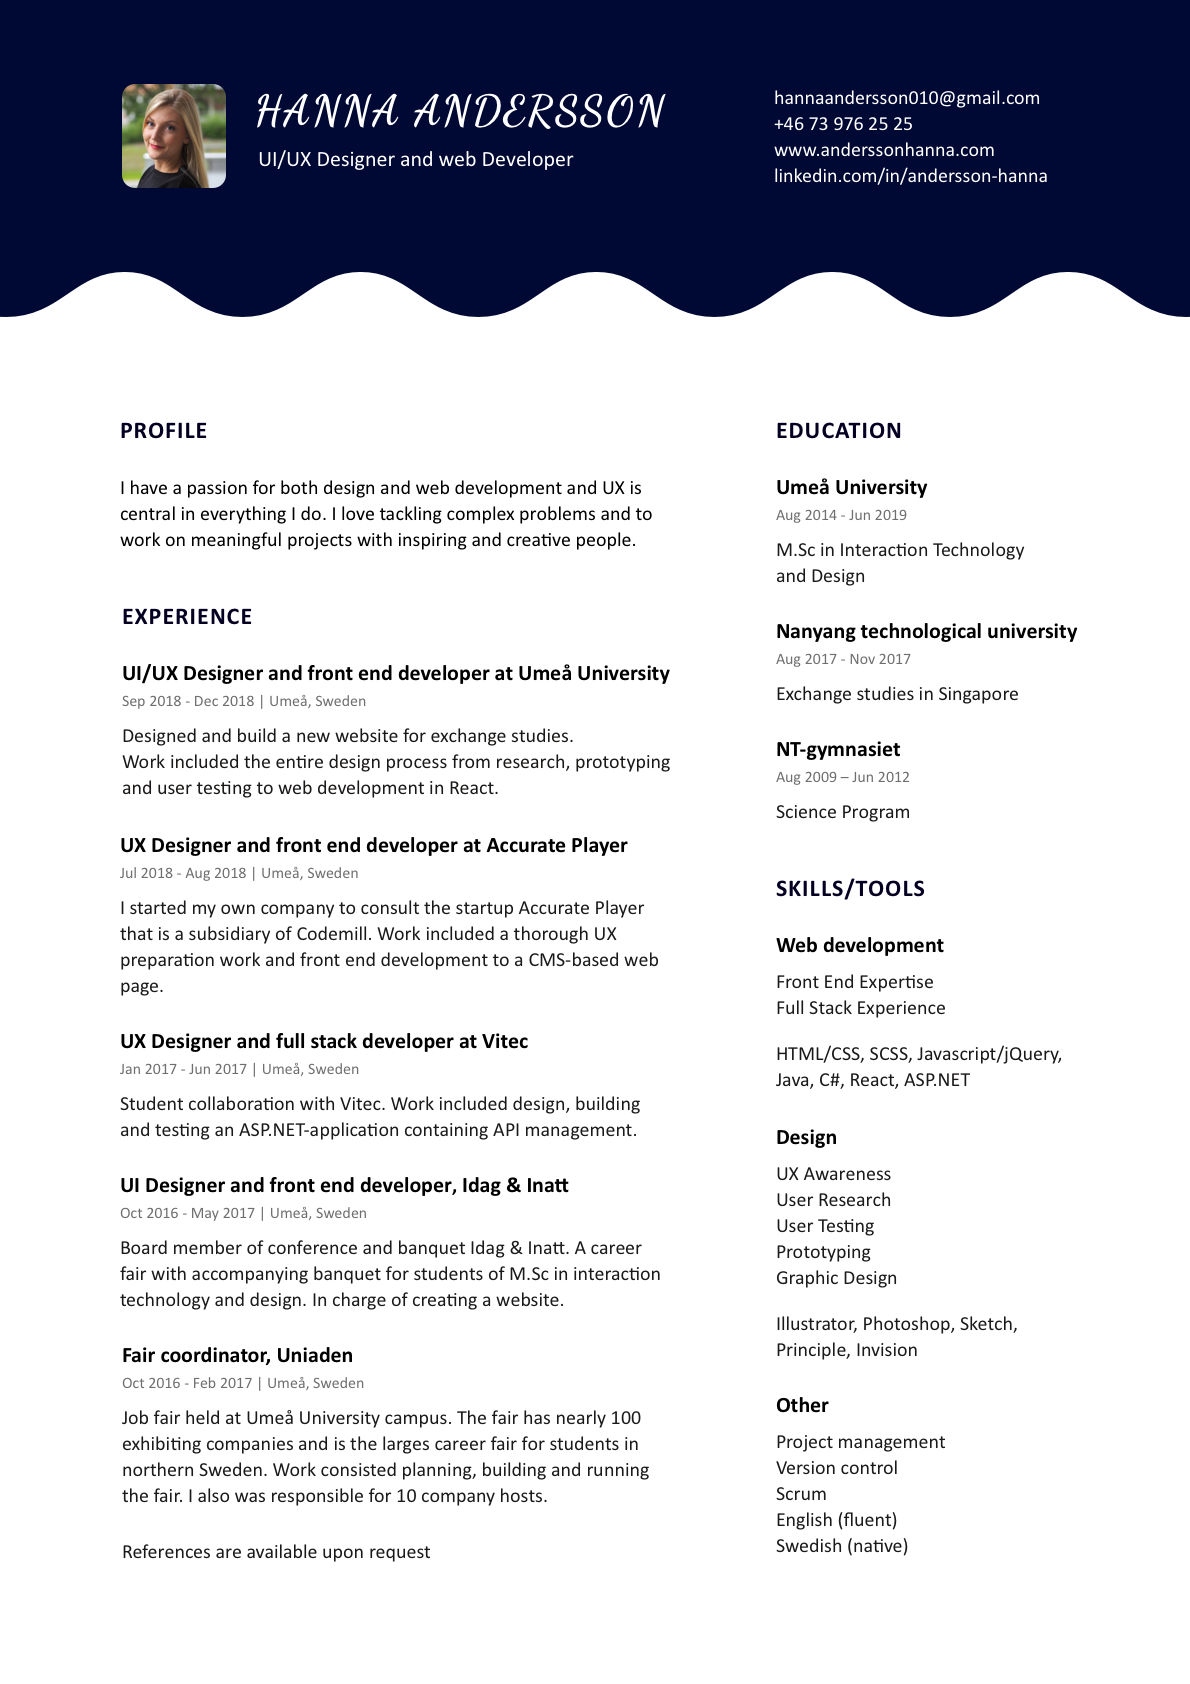 HANNA ANDERSSON
UI/UX Designer and web Developer
hannaandersson010@gmail.com
+46 73 976 25 25
www.anderssonhanna.com
linkedin.com/in/andersson-hanna
PROFILE
I have a passion for both design and web development and UX is
central in everything I do. I love tackling complex problems and to
work on meaningful projects with inspiring and creative people.
EXPERIENCE
UI/UX Designer and front end developer at Umeå University
Sep 2018 - Dec 2018 | Umeå, Sweden
Designed and build a new website for exchange studies.
Work included the entire design process from research, prototyping
and user testing to web development in React.
UX Designer and front end developer at Accurate Player
Jul 2018 - Aug 2018 | Umeå, Sweden
I started my own company to consult the startup Accurate Player
that is a subsidiary of Codemill. Work included a thorough UX
preparation work and front end development to a CMS-based web
page.
UX Designer and full stack developer at Vitec
Jan 2017 - Jun 2017 | Umeå, Sweden
Student collaboration with Vitec. Work included design, building
and testing an ASP.NET-application containing API management.
UI Designer and front end developer, Idag & Inatt
Oct 2016 - May 2017 | Umeå, Sweden
Board member of conference and banquet Idag & Inatt. A career
fair with accompanying banquet for students of M.Sc in interaction
technology and design. In charge of creating a website.
Fair coordinator, Uniaden
Oct 2016 - Feb 2017 | Umeå, Sweden
Job fair held at Umeå University campus. The fair has nearly 100
exhibiting companies and is the larges career fair for students in
northern Sweden. Work consisted planning, building and running
the fair. I also was responsible for 10 company hosts.
References are available upon request
EDUCATION
Umeå University
Aug 2014 - Jun 2019
M.Sc in Interaction Technology
and Design
Nanyang technological university
Aug 2017 - Nov 2017
Exchange studies in Singapore
NT-gymnasiet
Aug 2009 – Jun 2012
Science Program
SKILLS/TOOLS
Web development
Front End Expertise
Full Stack Experience
HTML/CSS, SCSS, Javascript/jQuery,
Java, C#, React, ASP.NET
Design
UX Awareness
User Research
User Testing
Prototyping
Graphic Design
Illustrator, Photoshop, Sketch,
Principle, Invision
Other
Project management
Version control
Scrum
English (fluent)
Swedish (native)